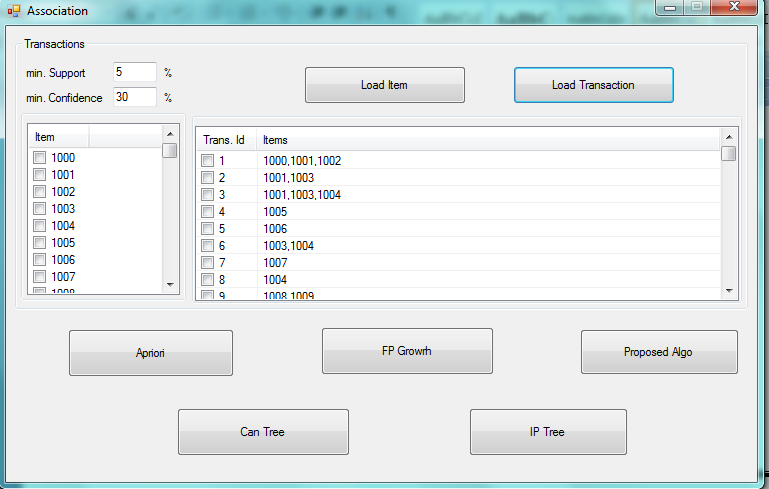 Association
Transactions
min. Support 5 %
min. Confidence 30 %
Load Item
Load Transaction
Item
1000
1001
1002
1003
1004
1005
1006
1007
1008
Trans. Id Items
1 1000,1001,1002
2 1001,1003
3 1001,1003,1004
4 1005
5 1006
6 1003,1004
7 1007
8 1004
9 1008,1009
Apriori
FP Growrh
Proposed Algo
Can Tree
IP Tree